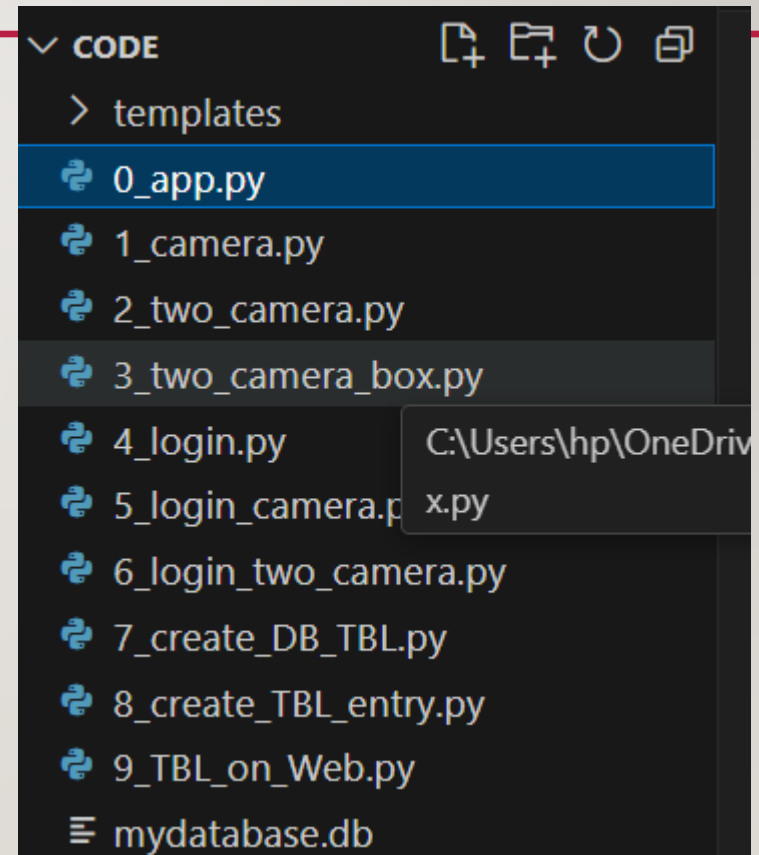 CODE
templates
0_app.py
1_camera.py
2_two_camera.py
3_two_camera_box.py
4_login.py
C:\Users\hp\OneDriv
5_login_camera.p
x.py
6_login_two_camera.py
7_create_DB_TBL.py
8_create_TBL_entry.py
9_TBL_on_Web.py
mydatabase.db